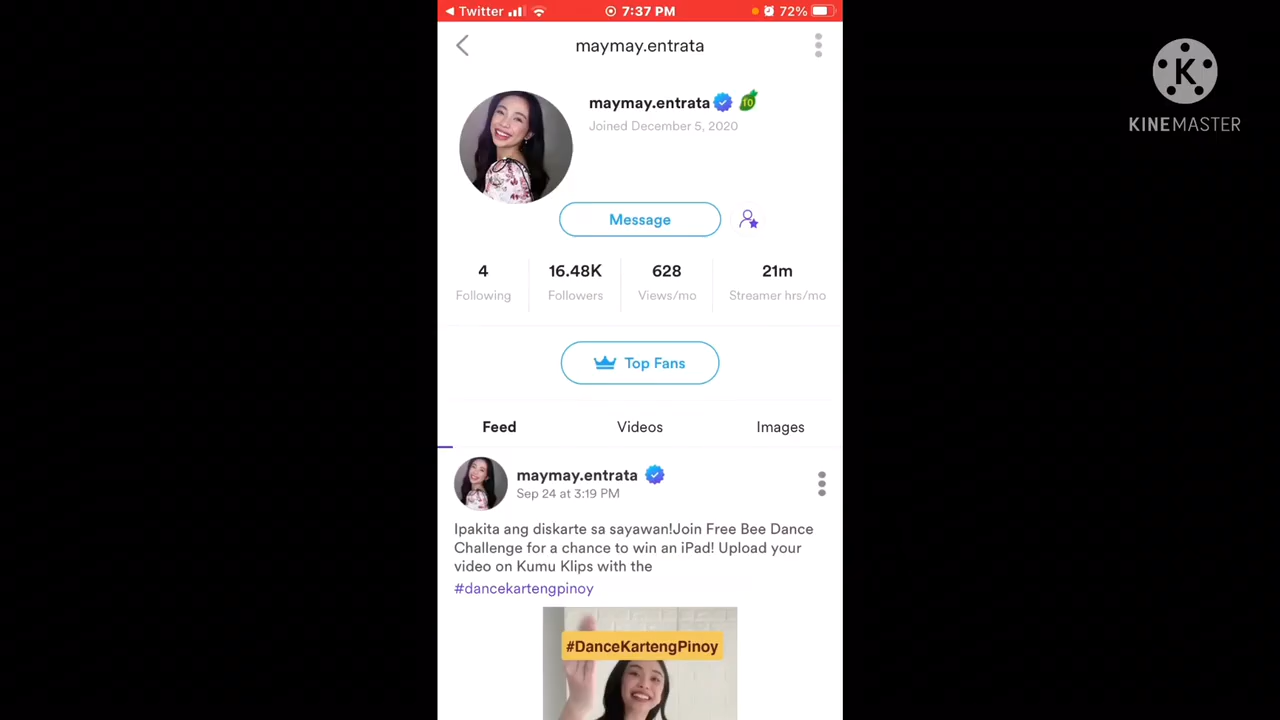 Twitter
7:37 PM
72%
maymay.entrata
K
KINEMASTER
maymay.entrata
10
Joined December 5, 2020
Message
4
16.48K
628
21m
Following
Followers
Views/mo
Streamer hrs/mo
Top Fans
Feed
Videos
Images
maymay.entrata
Sep 24 at 3:19 PM
Ipakita ang diskarte sa sayawan!Join Free Bee Dance
Challenge for a chance to win an iPad! Upload your
video on Kumu Klips with the
#dancekartengpinoy
#DanceKartengPinoy